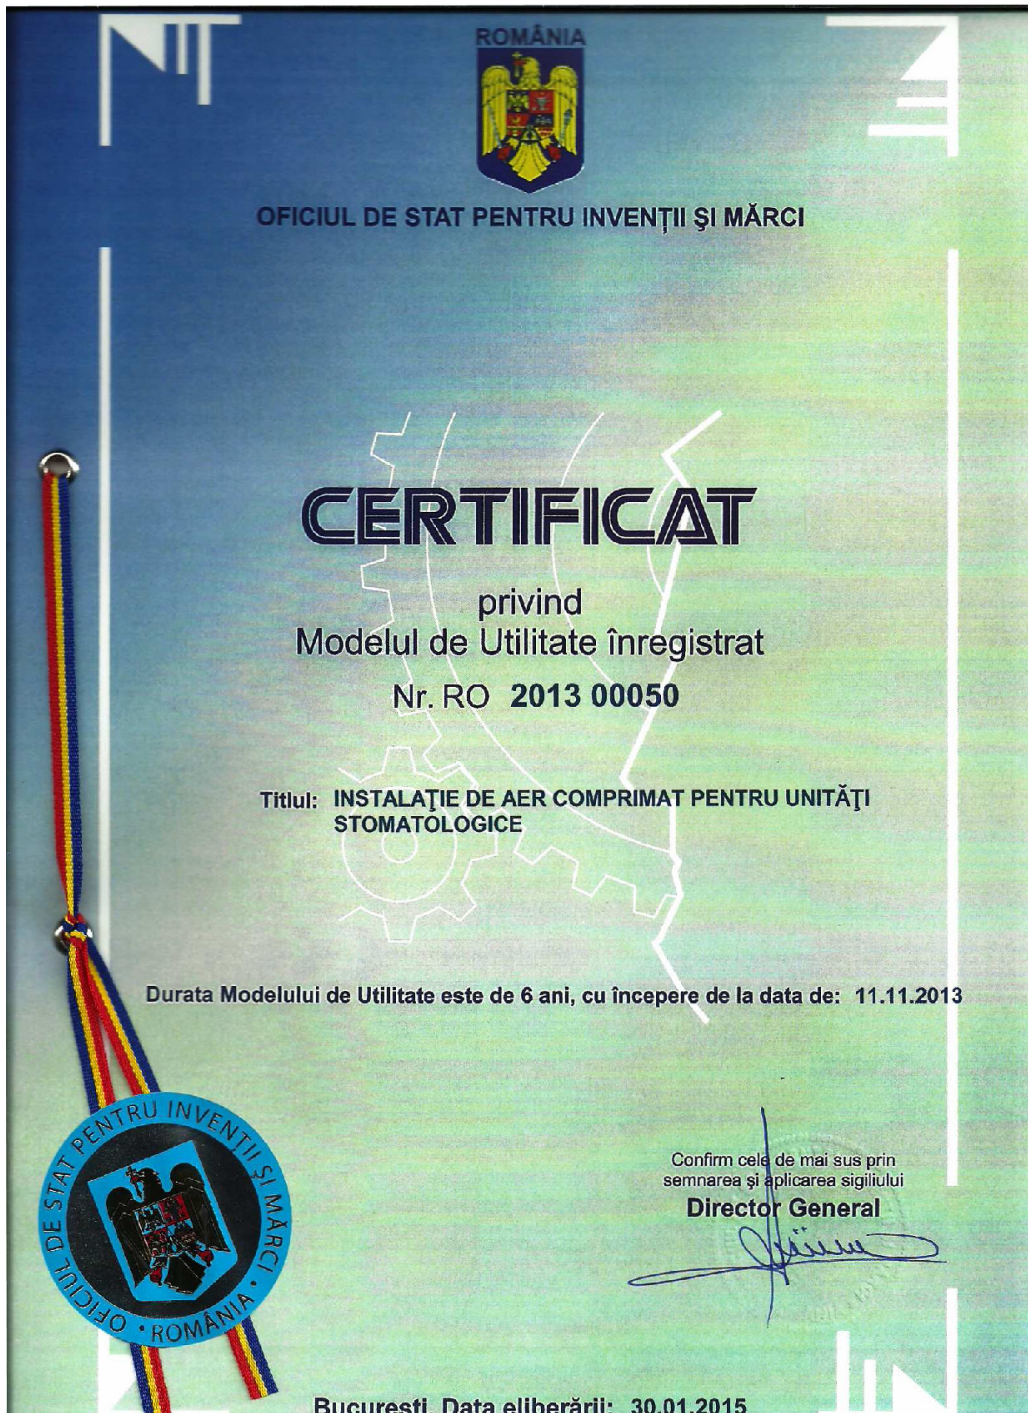 ROMÂNIA
OFICIUL DE STAT PENTRU INVENŢII ŞI MĂRCI
CERTIFICAT
privind
Modelul de Utilitate înregistrat
Nr. RO 2013 00050
Titlul: INSTALAŢIE DE AER COMPRIMAT PENTRU UNITĂŢI
STOMATOLOGICE
Durata Modelului de Utilitate este de 6 ani, cu începere de la data de: 11.11.2013
OFICIUL DE STAT PENTRU INVENŢII ŞI MĂRCI • ROMÂNIA •
Confirm cele de mai sus prin
semnarea şi aplicarea sigiliului
Director General
Bucureşti, Data eliberării: 30.01.2015